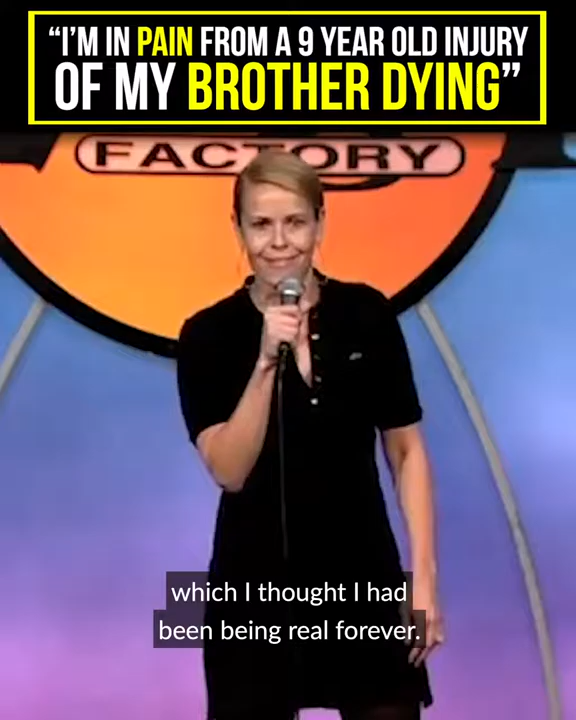 “I’M IN PAIN FROM A 9 YEAR OLD INJURY
OF MY BROTHER DYING”
FACTORY
which I thought I had
been being real forever.